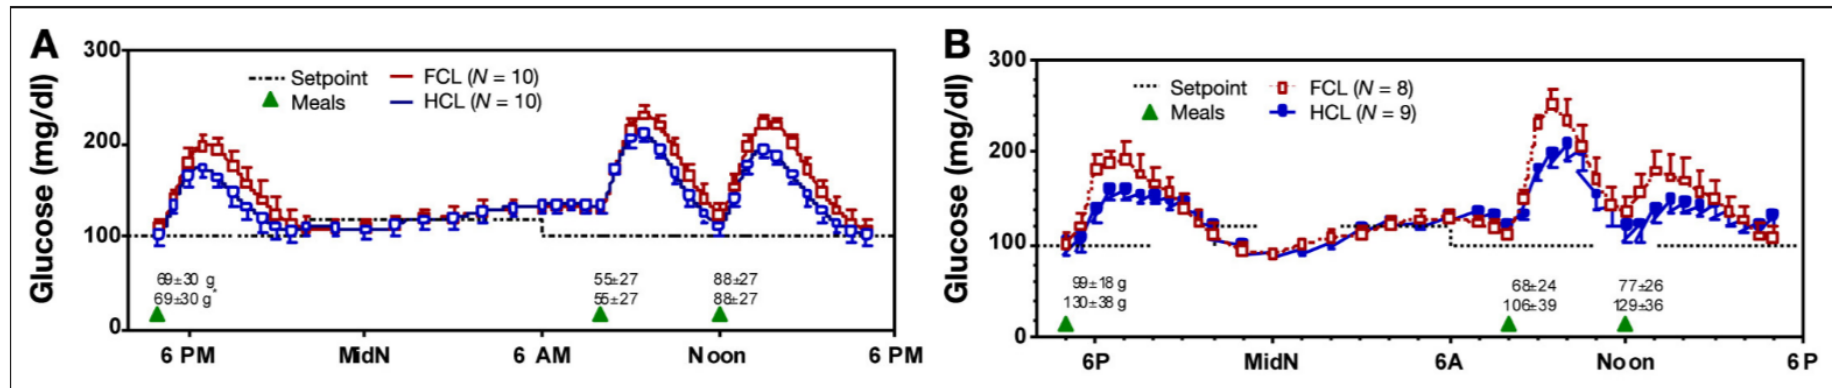 A
300
200
100
0
Glucose (mg/dl)
Setpoint
Meals
FCL (N = 10)
HCL (N = 10)
69±30 g
69±30 g*
55±27
55±27
88±27
88±27
6 PM
MidN
6 AM
Noon
6 PM
B
300
200
100
0
Glucose (mg/dl)
Setpoint
Meals
FCL (N = 8)
HCL (N = 9)
99±18 g
130±38 g
68±24
106±39
77±26
129±36
6P
MidN
6A
Noon
6P